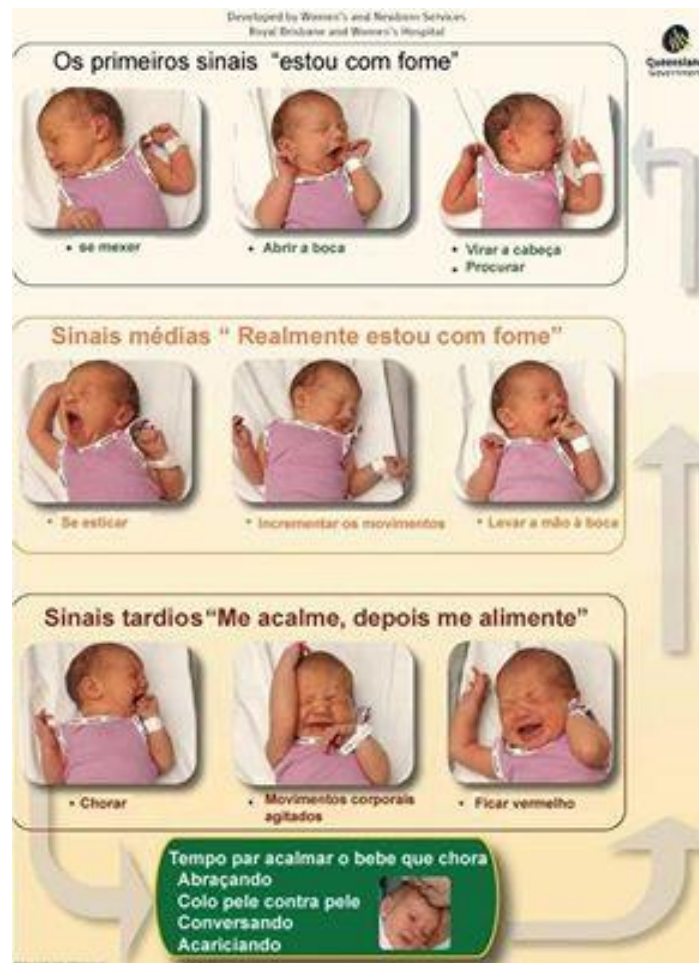 Developed by Women's and Newborn Services
Royal Brisbane and Women's Hospital
Queensland
Government
Os primeiros sinais "estou com fome"
• se mexer
• Abrir a boca
• Virar a cabeça
• Procurar
Sinais médias " Realmente estou com fome"
• Se esticar
• Incrementar os movimentos
• Levar a mão à boca
Sinais tardios "Me acalme, depois me alimente"
• Chorar
• Movimentos corporais
agitados
• Ficar vermelho
Tempo par acalmar o bebe que chora
Abraçando
Colo pele contra pele
Conversando
Acariciando